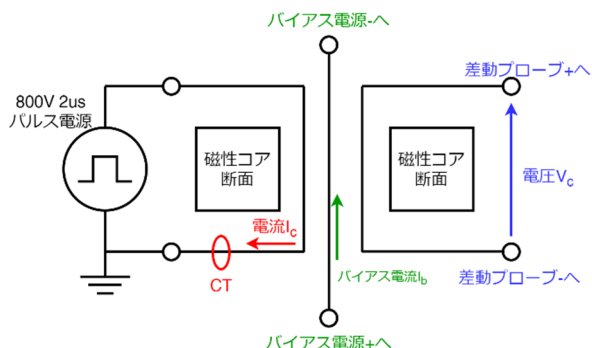 バイアス電源-へ
差動プローブ+へ
800V 2us
パルス電源
磁性コア
断面
磁性コア
断面
電圧Vc
電流Ic
バイアス電流Ib
差動プローブ-へ
CT
バイアス電源+へ